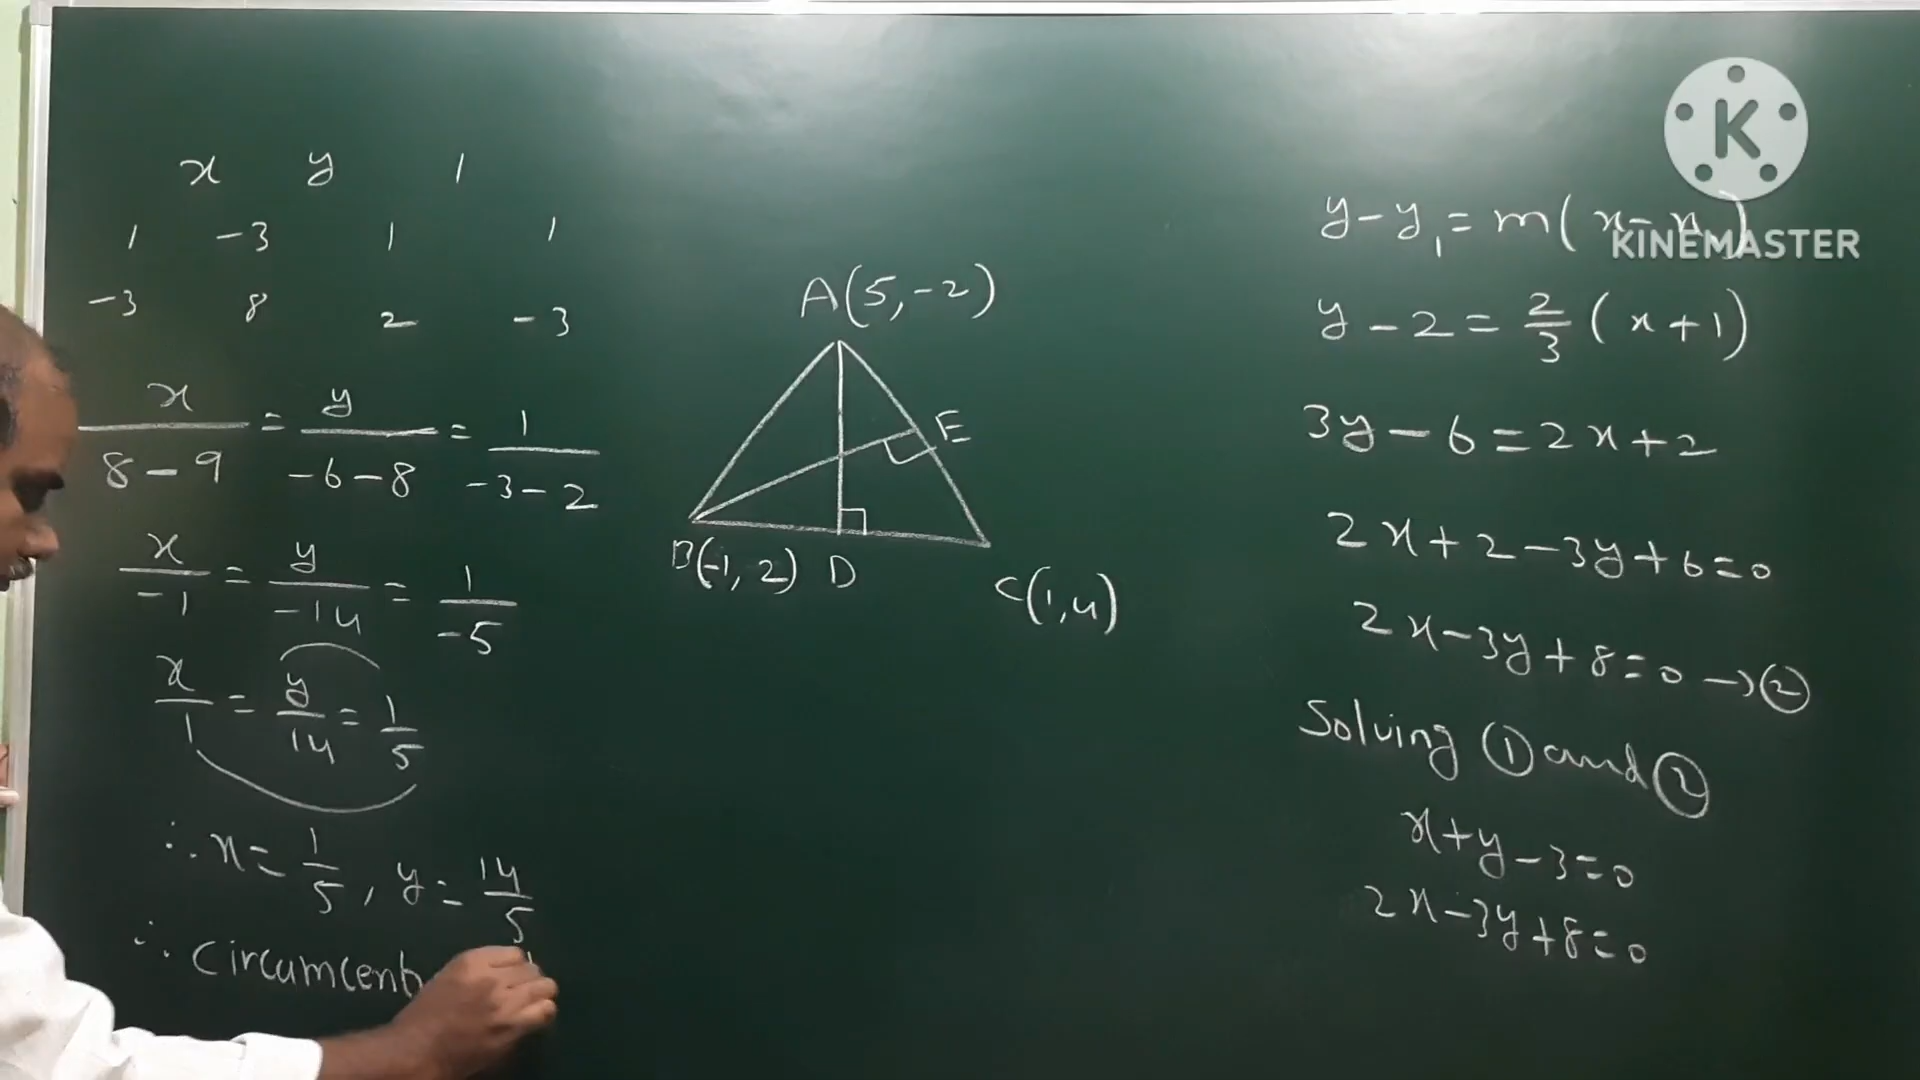 x y 1
1 -3 1 1
-3 8 2 -3
x/(8-9) = y/(-6-8) = 1/(-3-2)
x/-1 = y/-14 = 1/-5
x/1 = y/14 = 1/5
∴ x = 1/5, y = 14/5
∴ circumcent
A(5,-2)
E
B(-1,2) D
C(1,4)
K
KINEMASTER
y-y₁ = m(x-x₁)
y-2 = 2/3 (x+1)
3y-6=2x+2
2x+2-3y+6=0
2x-3y+8=0 → ②
Solving ① and ②
x+y-3=0
2x-3y+8=0